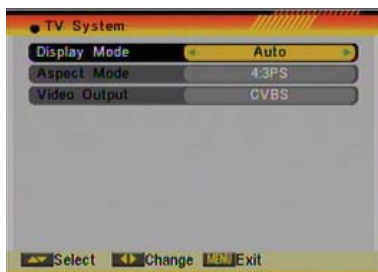 TV System
Display Mode Auto
Aspect Mode 4:3PS
Video Output CVBS
Select Change MENU Exit